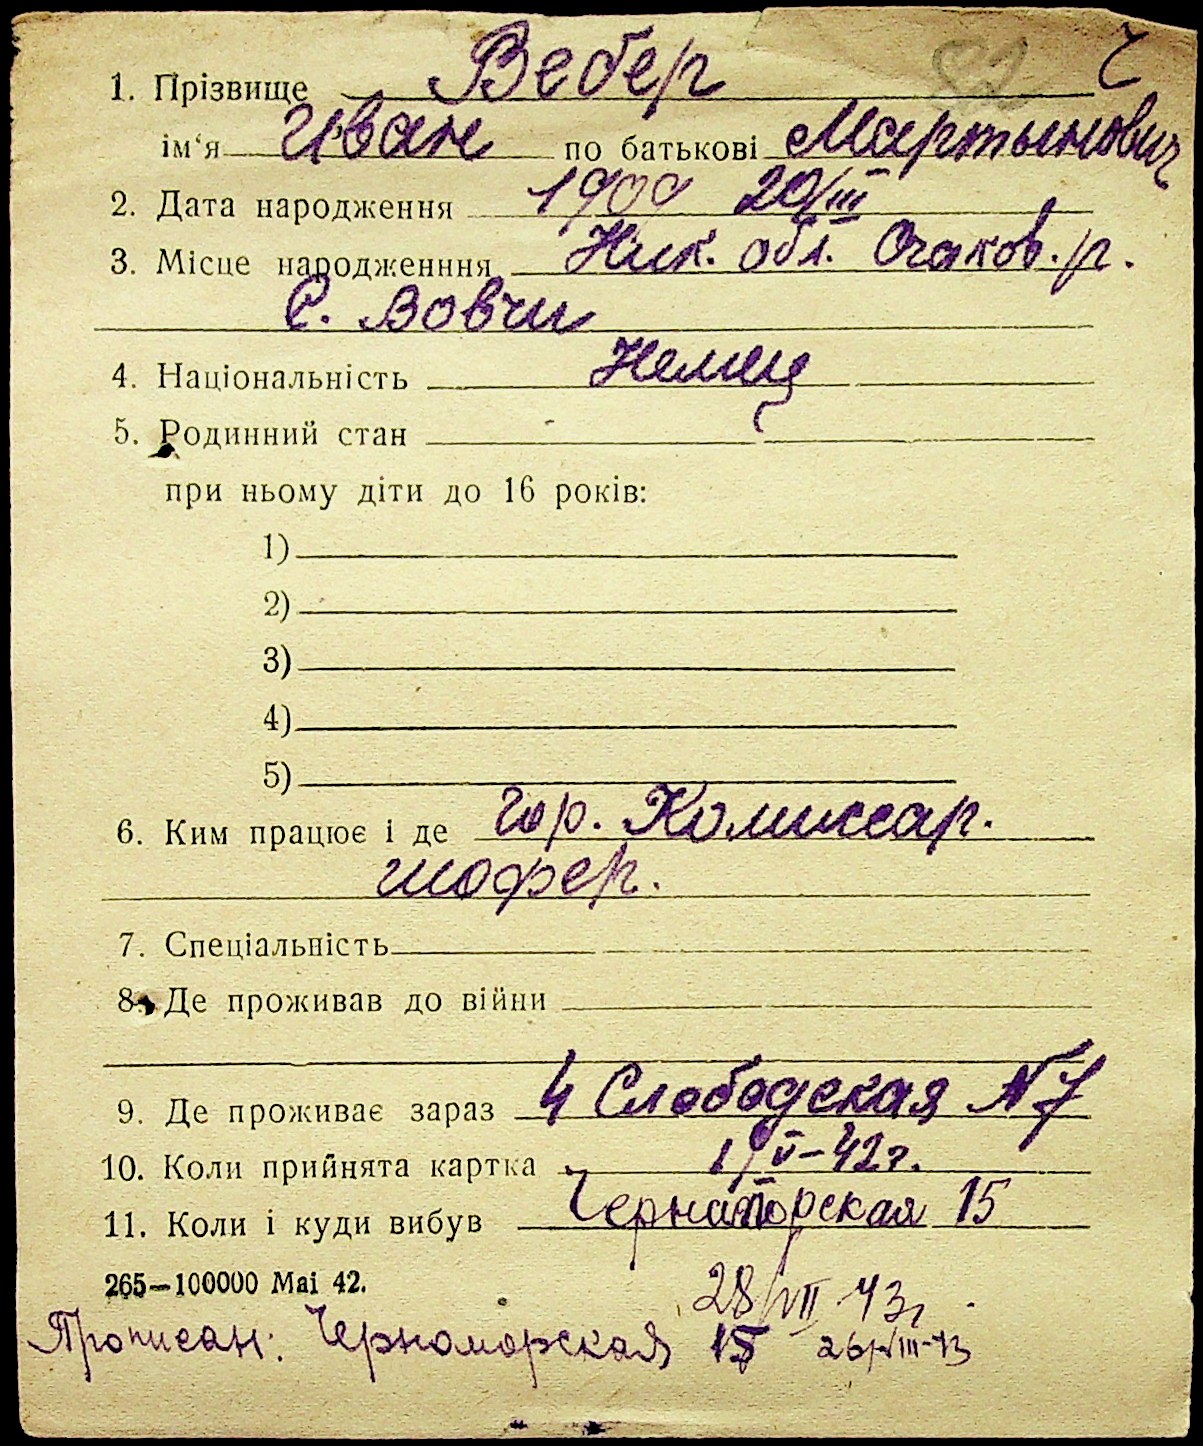 Ч
1. Прізвище Вебер
ім'я Иван по батькові Мартынович
2. Дата народження 1909 20/III
3. Місце народженння Ник. обл. Очаков. р.
С. Вовчи
4. Національність Немец
5. Родинний стан
при ньому діти до 16 років:
1)
2)
3)
4)
5)
6. Ким працює і де Гор. Комиссар.
шофер.
7. Спеціальність
8. Де проживав до війни
9. Де проживає зараз 4 Слободская № 7
10. Коли прийнята картка 19/V-42г.
11. Коли і куди вибув Черноморская 15
265—100000 Mai 42.
28/VII 43г.
Прописан: Черноморская 15 26/VIII-43